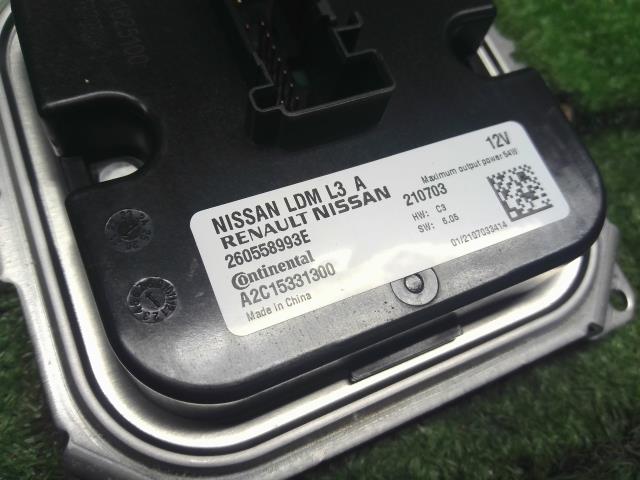 NISSAN LDM L3 A
RENAULT NISSAN
260558993E
Continental
A2C15331300
Made in China
12V
Maximum output power 54W
210703
HW: C3
SW: 6.05
01/2107033414